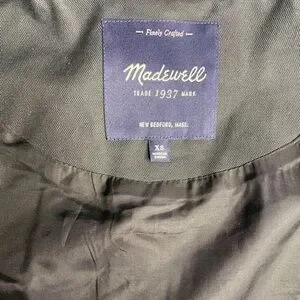 Finely Crafted
Madewell
TRADE 1937 MARK
NEW BEDFORD, MASS.
XS